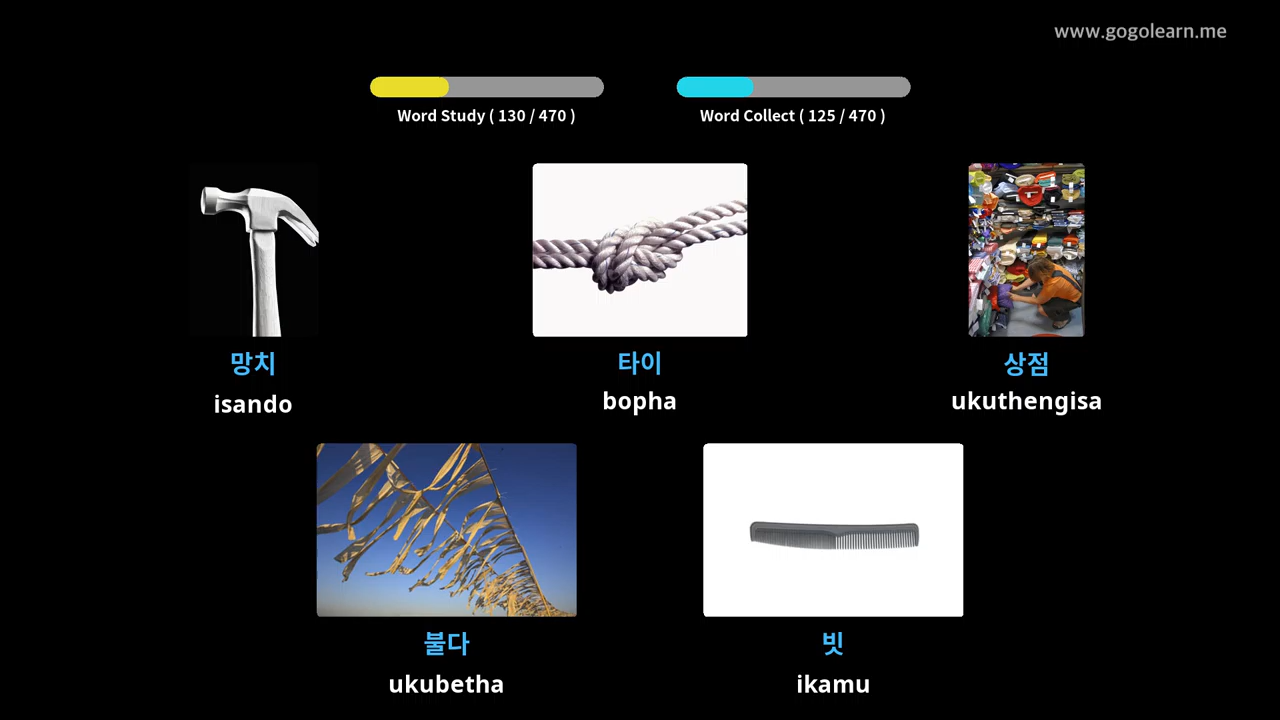 www.gogolearn.me
Word Study ( 130 / 470 )
Word Collect ( 125 / 470 )
망치
isando
타이
bopha
상점
ukuthengisa
불다
ukubetha
빗
ikamu